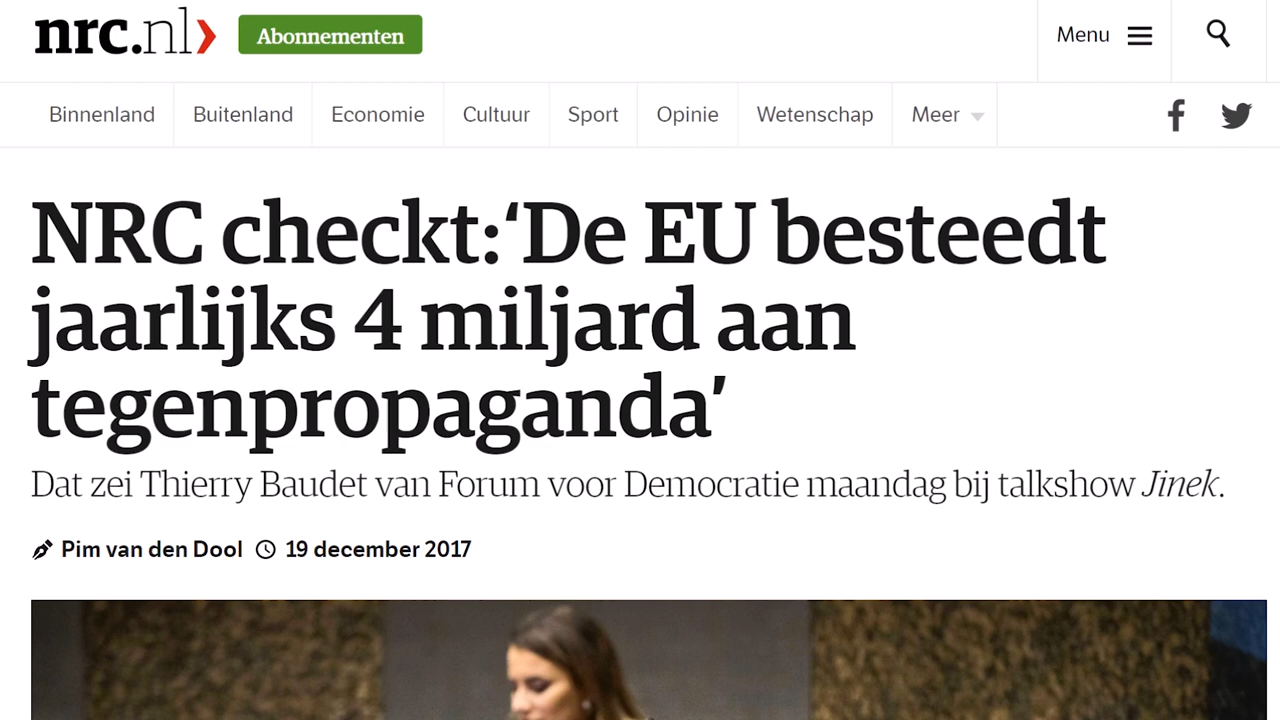 nrc.nl
Abonnementen
Menu
Binnenland
Buitenland
Economie
Cultuur
Sport
Opinie
Wetenschap
Meer
NRC checkt:‘De EU besteedt
jaarlijks 4 miljard aan
tegenpropaganda’
Dat zei Thierry Baudet van Forum voor Democratie maandag bij talkshow Jinek.
Pim van den Dool 19 december 2017